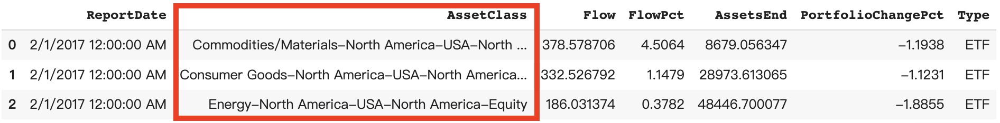 ReportDate AssetClass Flow FlowPct AssetsEnd PortfolioChangePct Type
0 2/1/2017 12:00:00 AM Commodities/Materials–North America–USA–North ... 378.578706 4.5064 8679.056347 –1.1938 ETF
1 2/1/2017 12:00:00 AM Consumer Goods–North America–USA–North America... 332.526792 1.1479 28973.613065 –1.1231 ETF
2 2/1/2017 12:00:00 AM Energy–North America–USA–North America–Equity 186.031374 0.3782 48446.700077 –1.8855 ETF